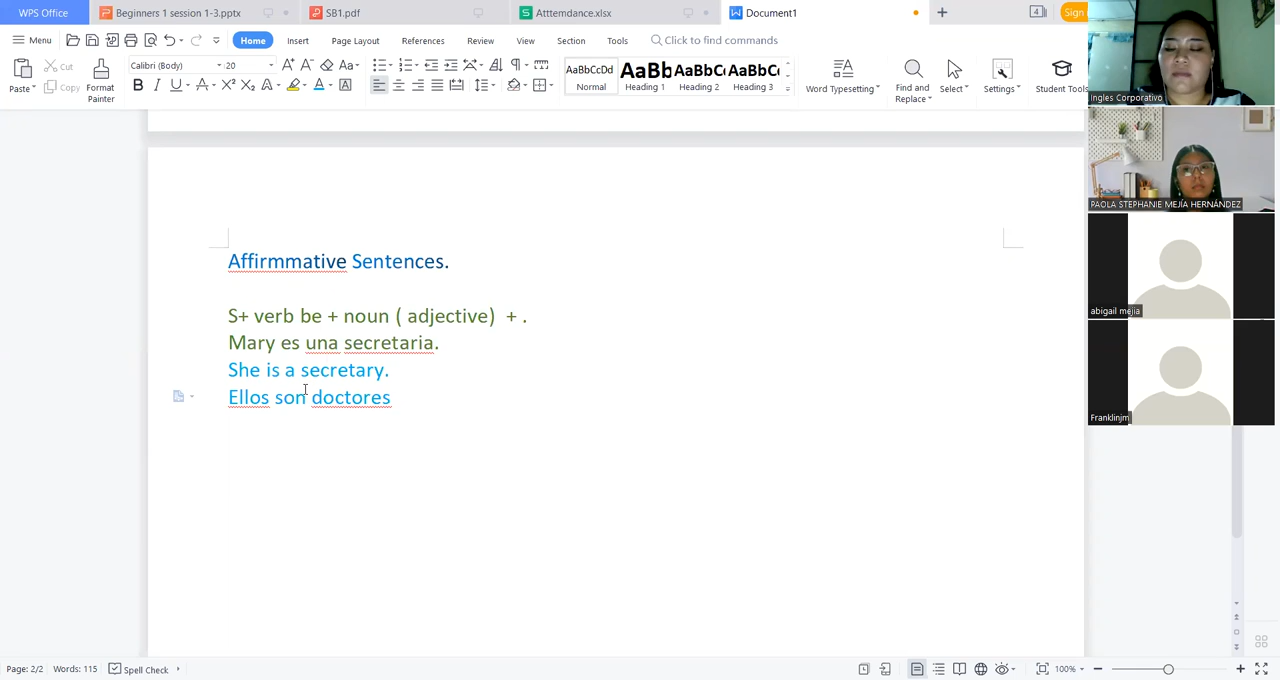 WPS Office
Beginners 1 session 1-3.pptx
SB1.pdf
Atttemdance.xlsx
Document1
4
Sign
Menu
Home
Insert
Page Layout
References
Review
View
Section
Tools
Click to find commands
Paste
Cut
Copy
Format Painter
Calibri (Body)
20
AaBbCcDd
Normal
AaBb
Heading 1
AaBbC
Heading 2
AaBbC
Heading 3
Word Typesetting
Find and Replace
Select
Settings
Student Tools
Ingles Corporativo
PAOLA STEPHANIE MEJÍA HERNÁNDEZ
abigail mejia
Franklinjm
Affirmmative Sentences.
S+ verb be + noun ( adjective) + .
Mary es una secretaria.
She is a secretary.
Ellos son doctores
Page: 2/2
Words: 115
Spell Check
100%